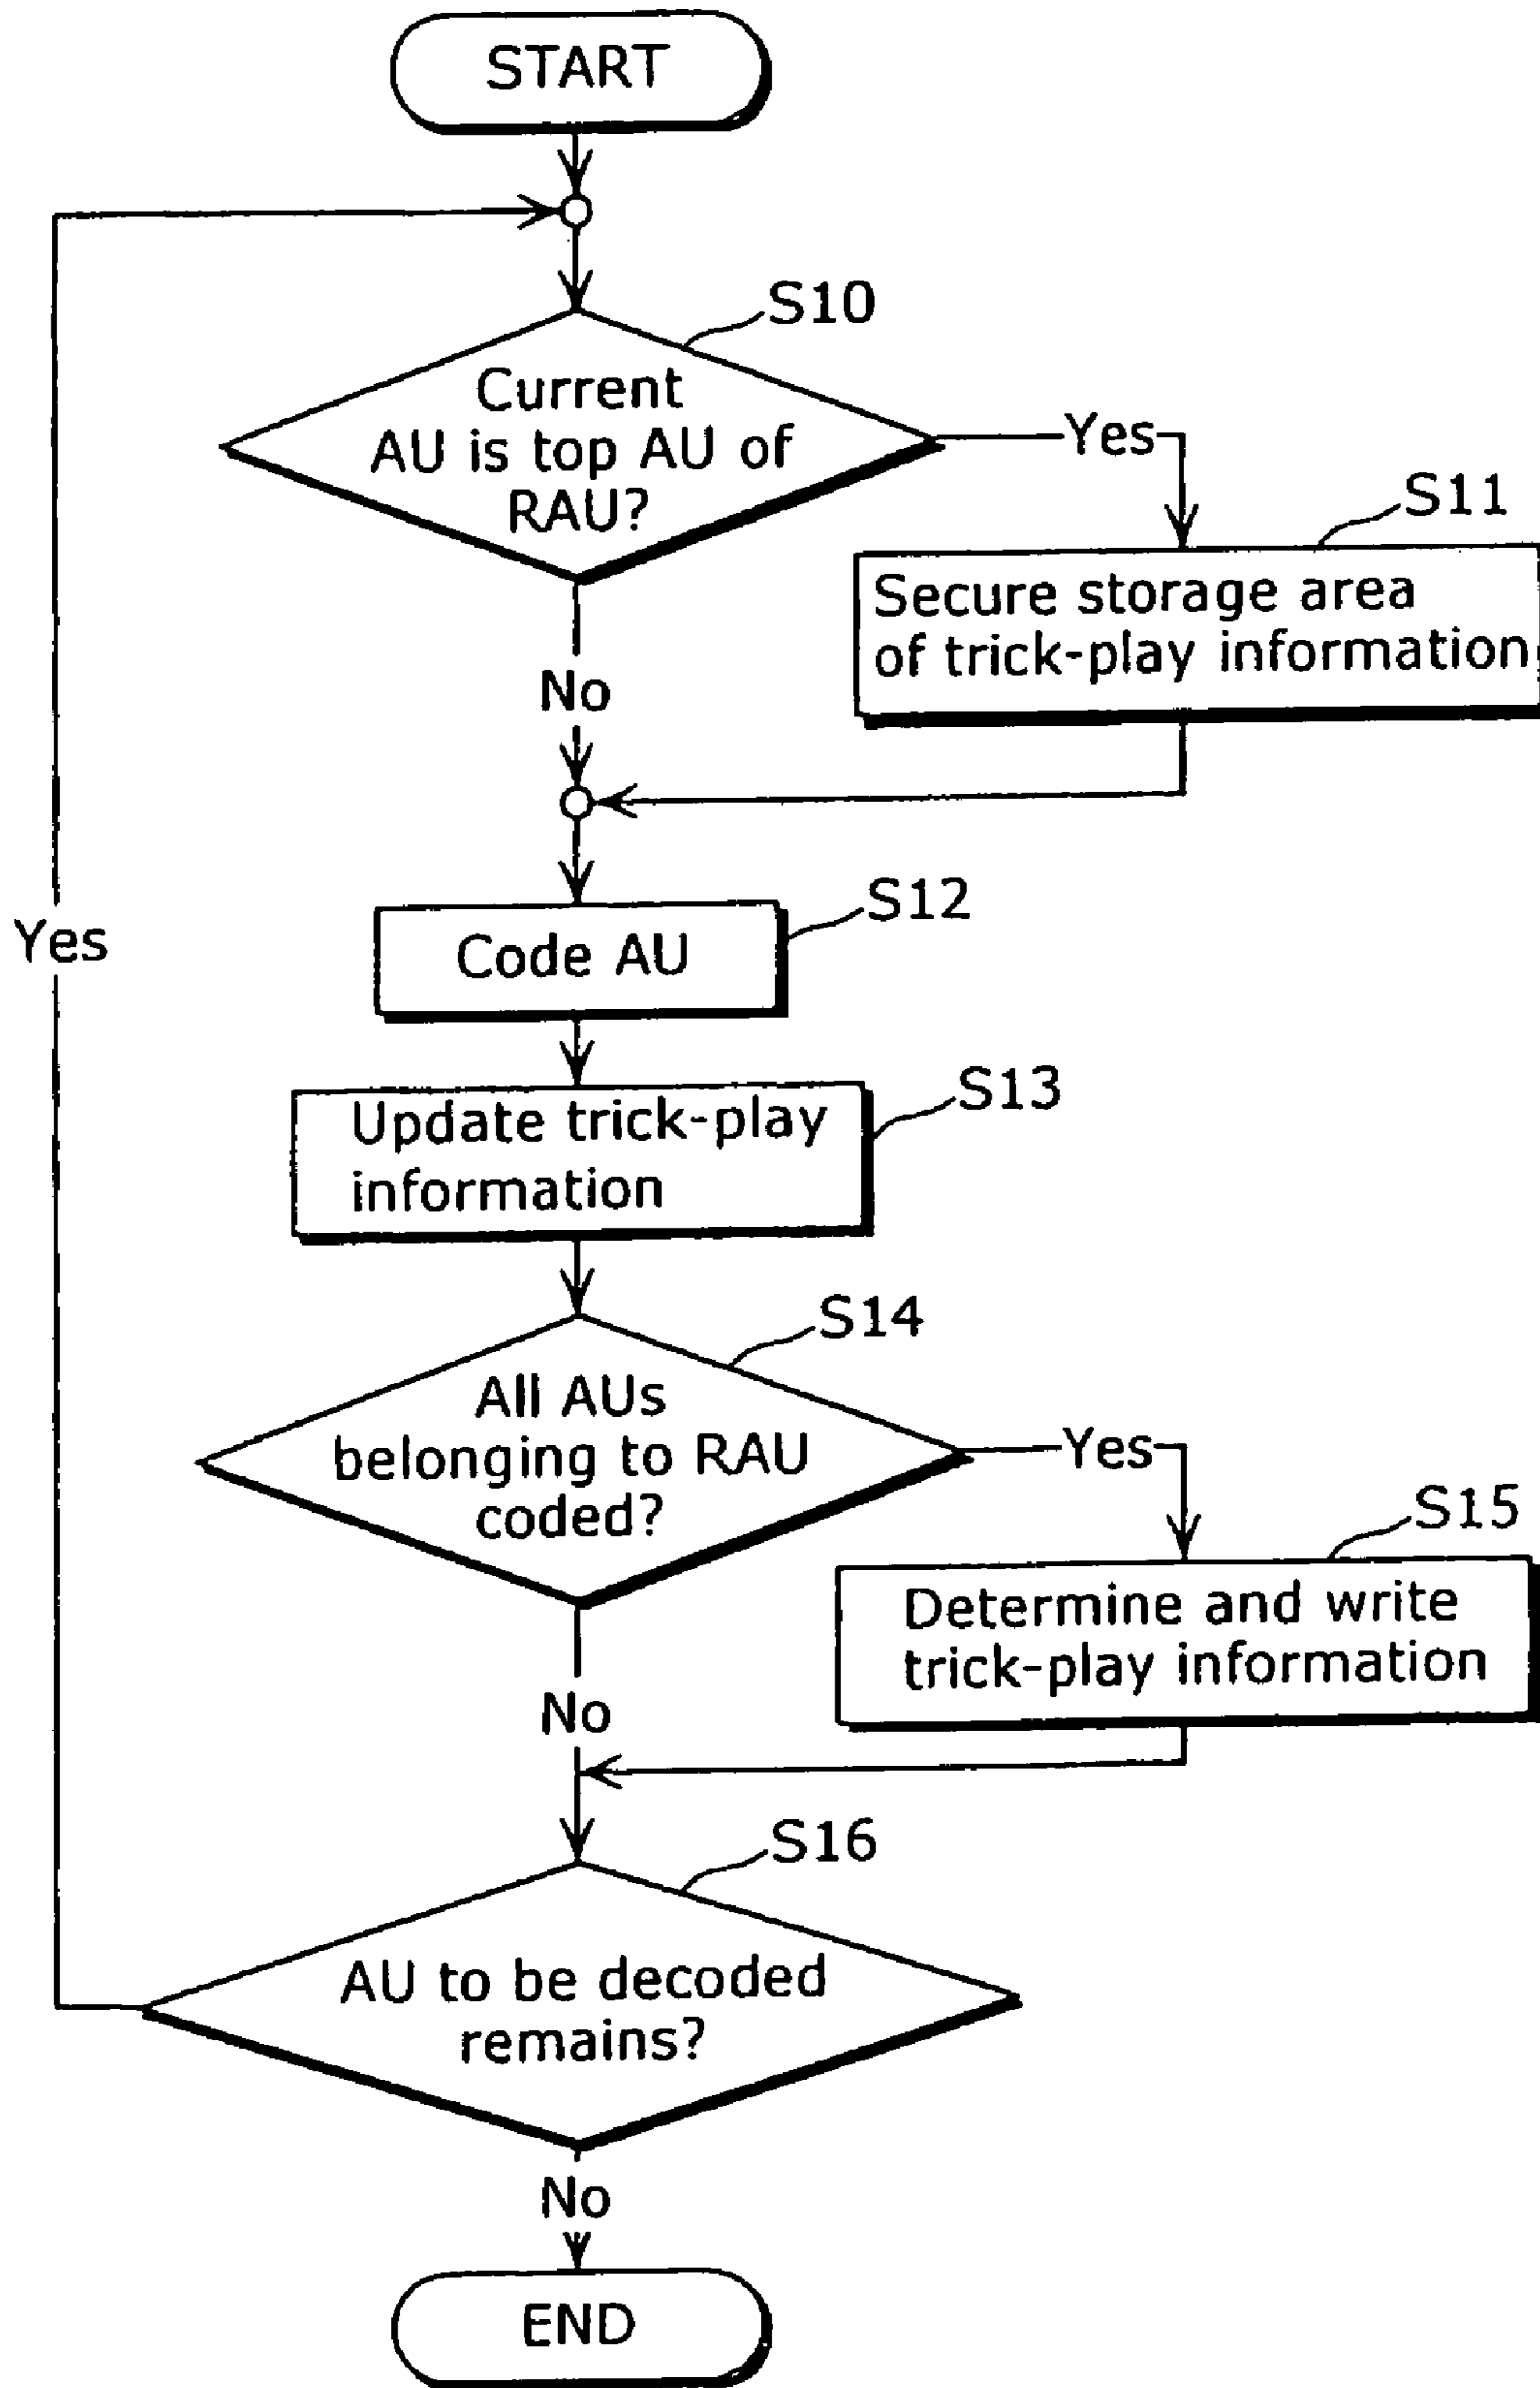 START
S10
Current
AU is top AU of
RAU?
Yes
S11
Secure storage area
of trick-play information
No
S12
Code AU
Yes
S13
Update trick-play
information
S14
All AUs
belonging to RAU
coded?
Yes
S15
Determine and write
trick-play information
No
S16
AU to be decoded
remains?
No
END